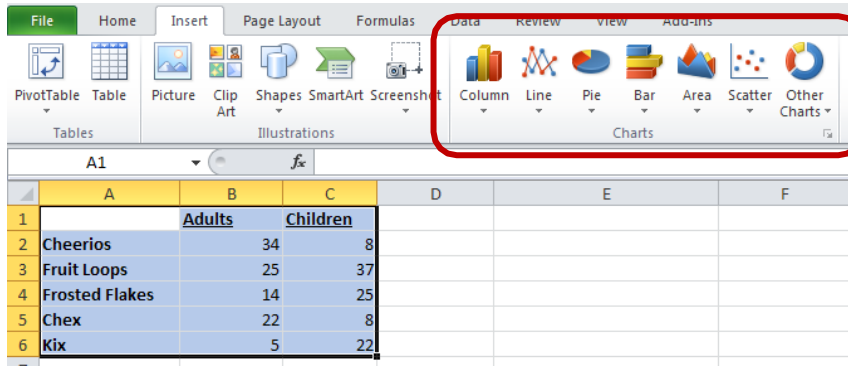 File Home Insert Page Layout Formulas Data Review View Add-Ins
PivotTable Table Picture Clip Art Shapes SmartArt Screenshot Column Line Pie Bar Area Scatter Other Charts
Tables Illustrations Charts
A1 fx
A B C D E F
1 Adults Children
2 Cheerios 34 8
3 Fruit Loops 25 37
4 Frosted Flakes 14 25
5 Chex 22 8
6 Kix 5 22